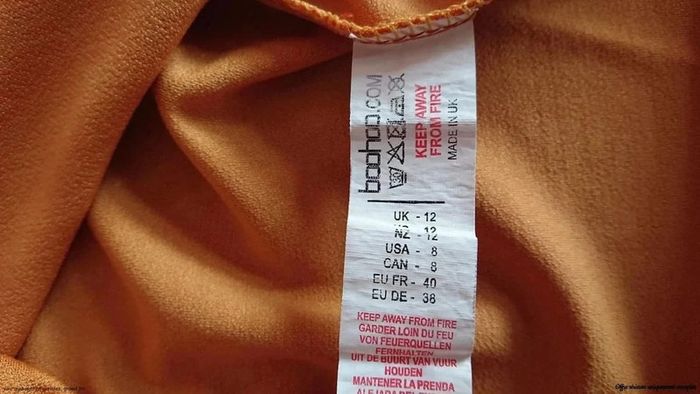 boohoo.COM
30
KEEP AWAY
FROM FIRE
MADE IN UK
UK - 12
NZ - 12
USA - 8
CAN - 8
EU FR - 40
EU DE - 38
KEEP AWAY FROM FIRE
GARDER LOIN DU FEU
VON FEUERQUELLEN
FERNHALTEN
UIT DE BUURT VAN VUUR
HOUDEN
MANTENER LA PRENDA